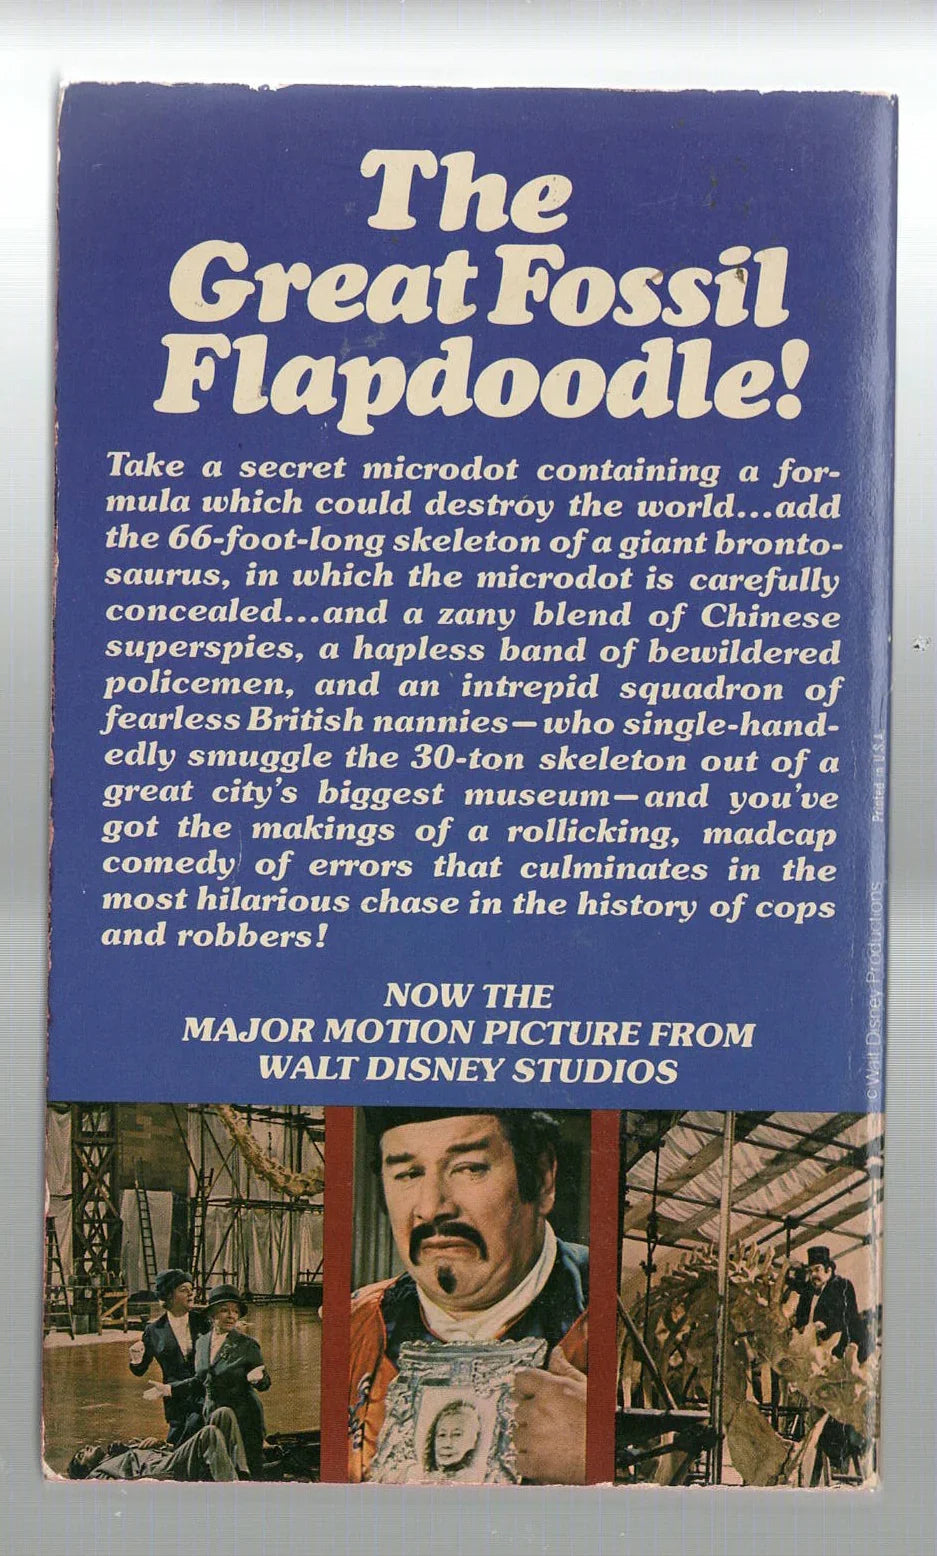 The
Great Fossil
Flapdoodle!
Take a secret microdot containing a for-
mula which could destroy the world...add
the 66-foot-long skeleton of a giant bronto-
saurus, in which the microdot is carefully
concealed...and a zany blend of Chinese
superspies, a hapless band of bewildered
policemen, and an intrepid squadron of
fearless British nannies—who single-hand-
edly smuggle the 30-ton skeleton out of a
great city's biggest museum—and you've
got the makings of a rollicking, madcap
comedy of errors that culminates in the
most hilarious chase in the history of cops
and robbers!
NOW THE
MAJOR MOTION PICTURE FROM
WALT DISNEY STUDIOS
© Walt Disney Productions
Printed in U.S.A.